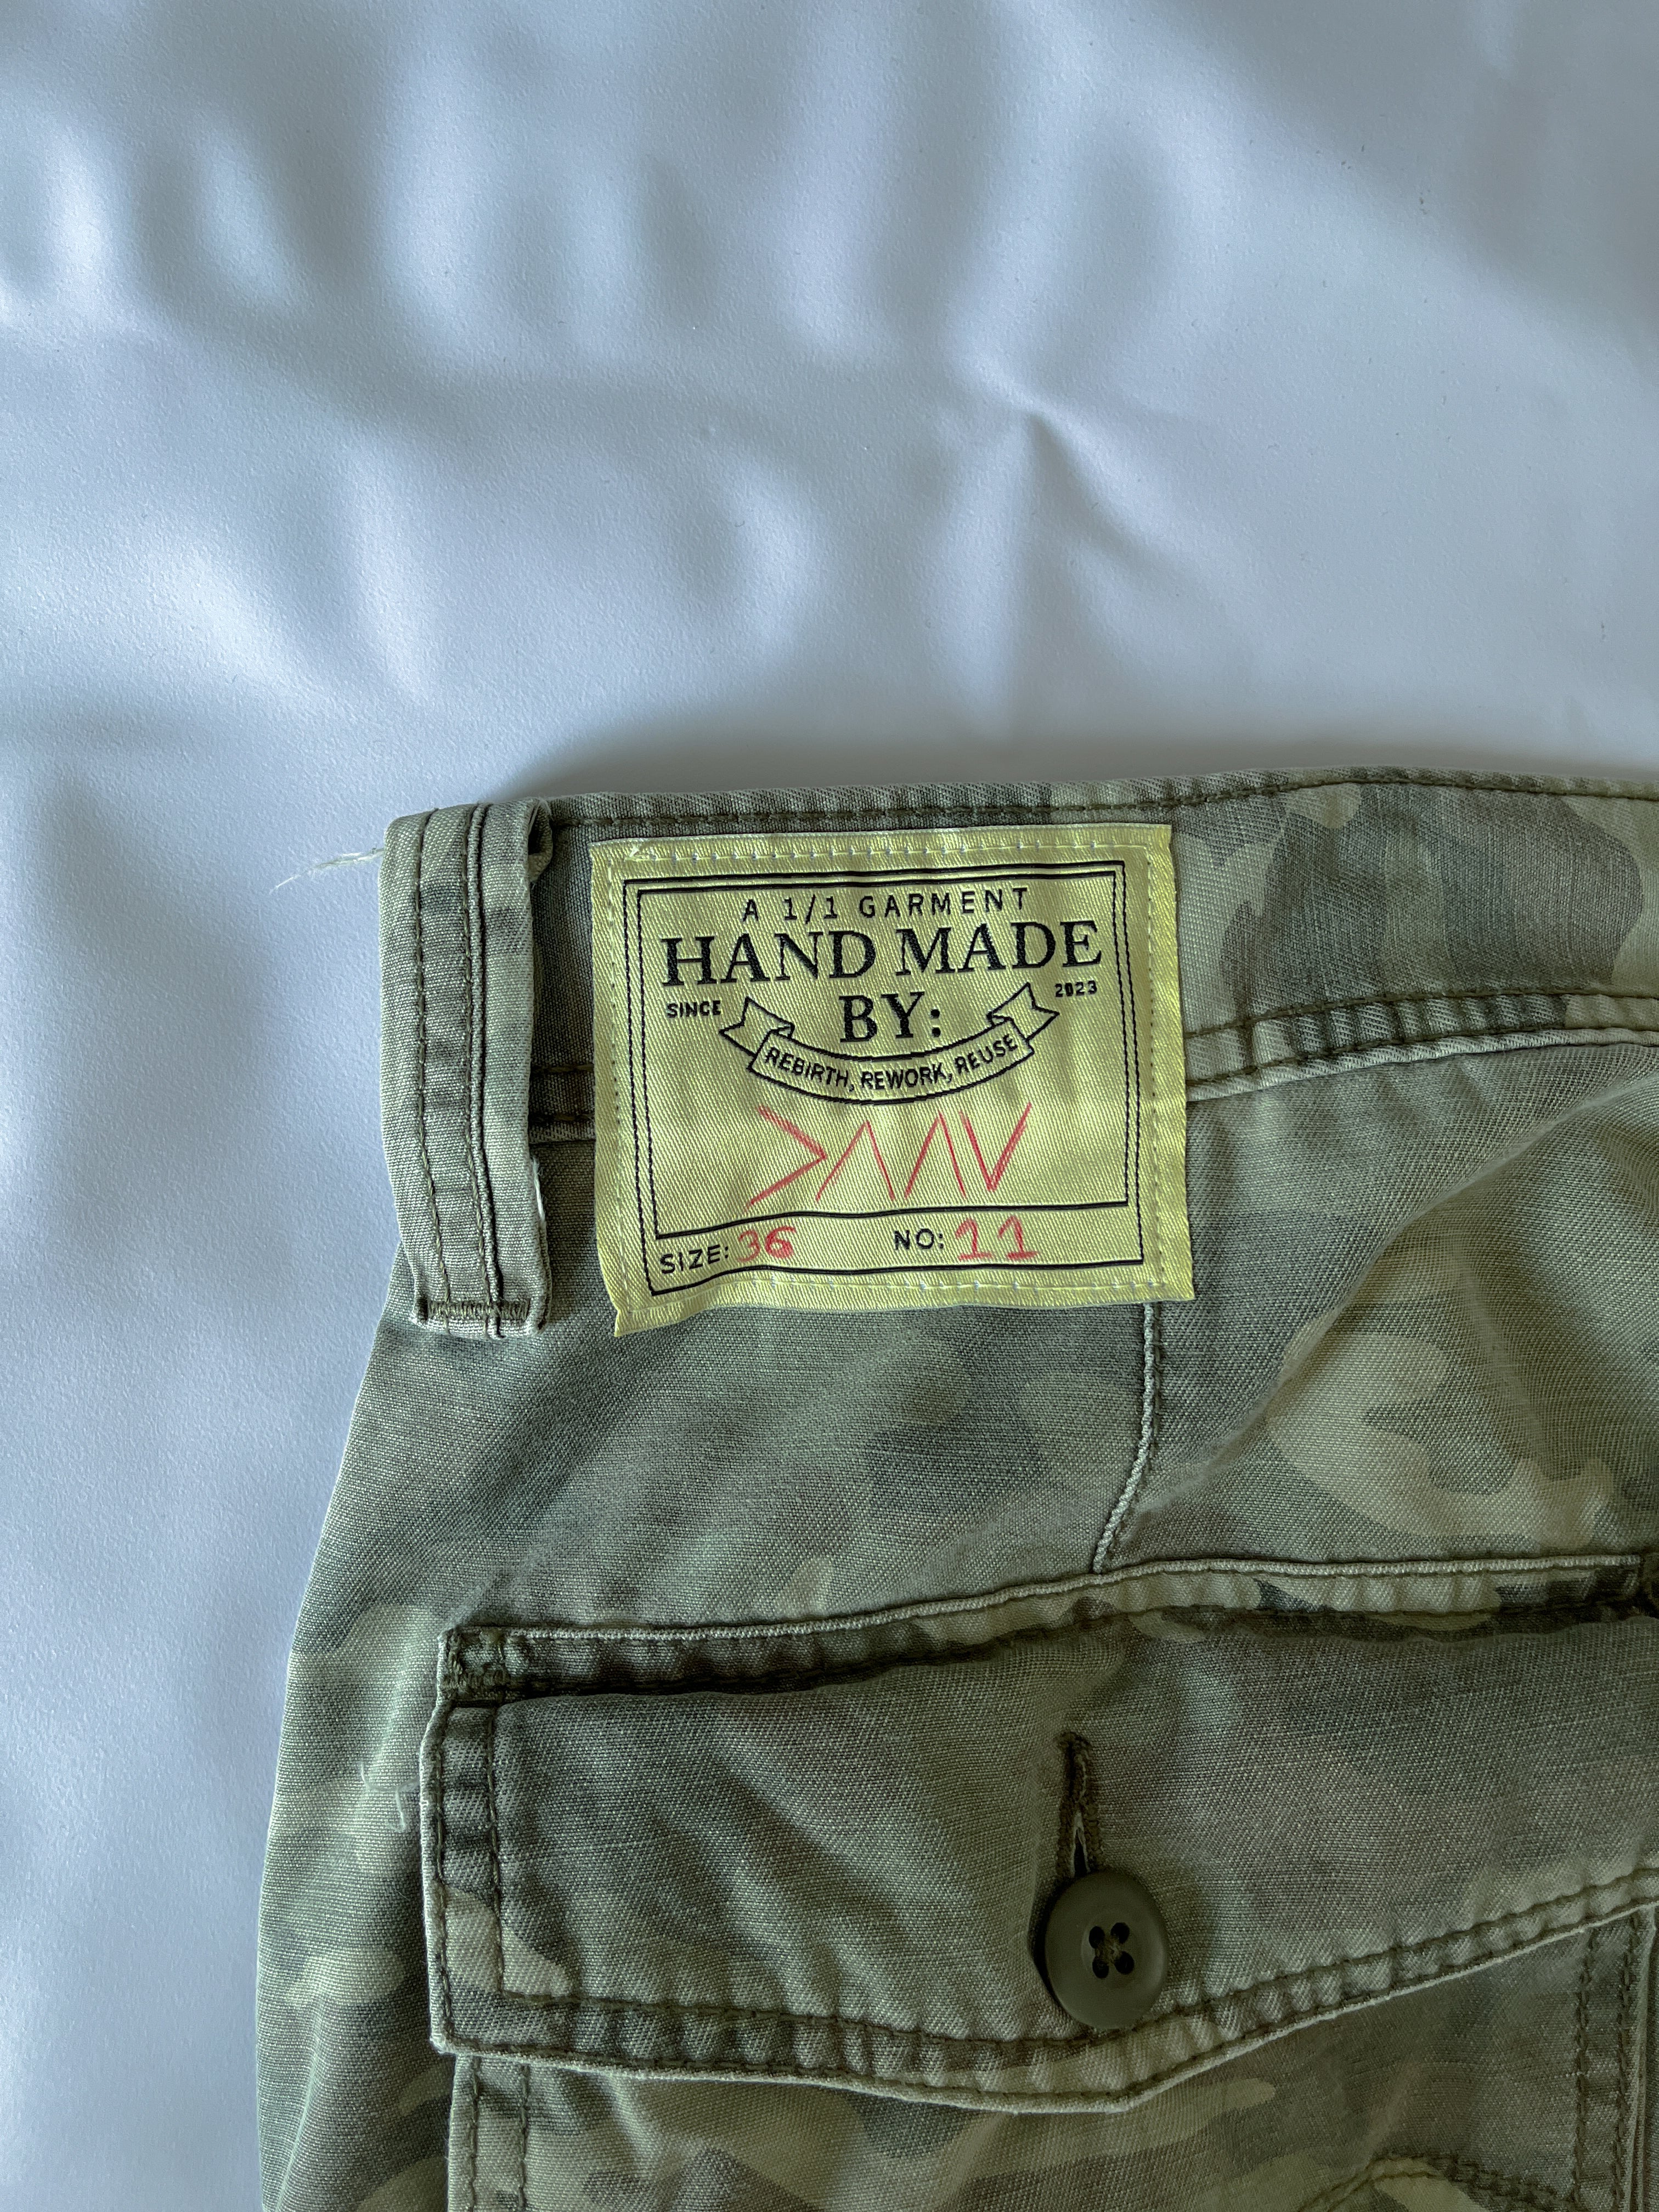 A 1/1 GARMENT
HAND MADE
BY:
SINCE 2023
REBIRTH, REWORK, REUSE
SIZE: 36 NO: 11